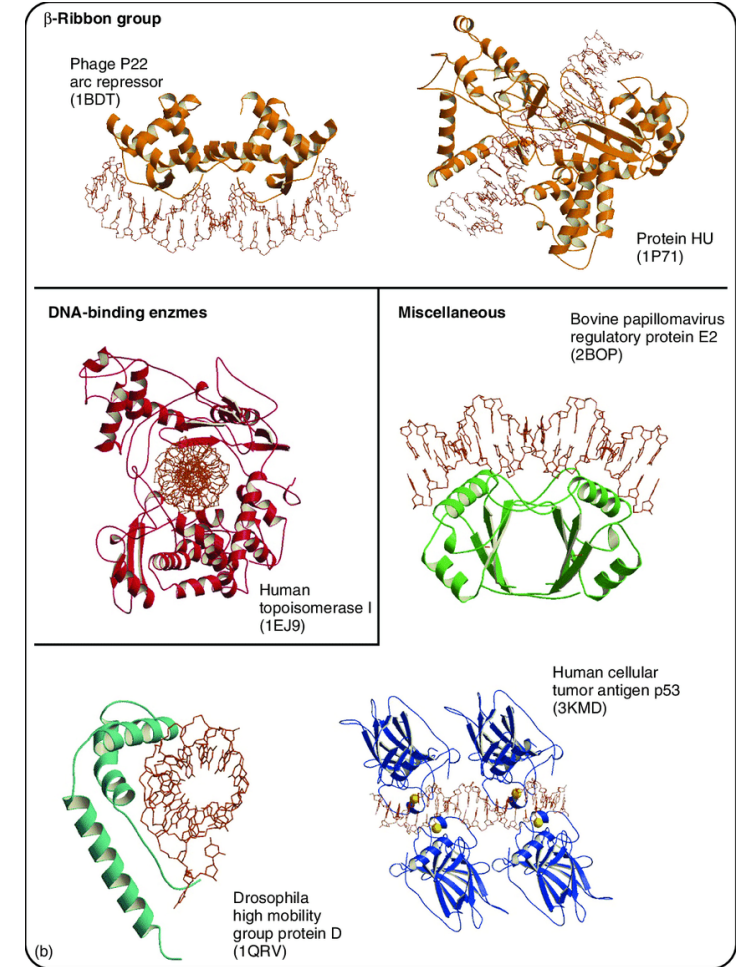 β-Ribbon group
Phage P22
arc repressor
(1BDT)
Protein HU
(1P71)
DNA-binding enzmes
Miscellaneous
Bovine papillomavirus
regulatory protein E2
(2BOP)
Human
topoisomerase I
(1EJ9)
Human cellular
tumor antigen p53
(3KMD)
Drosophila
high mobility
group protein D
(1QRV)
(b)